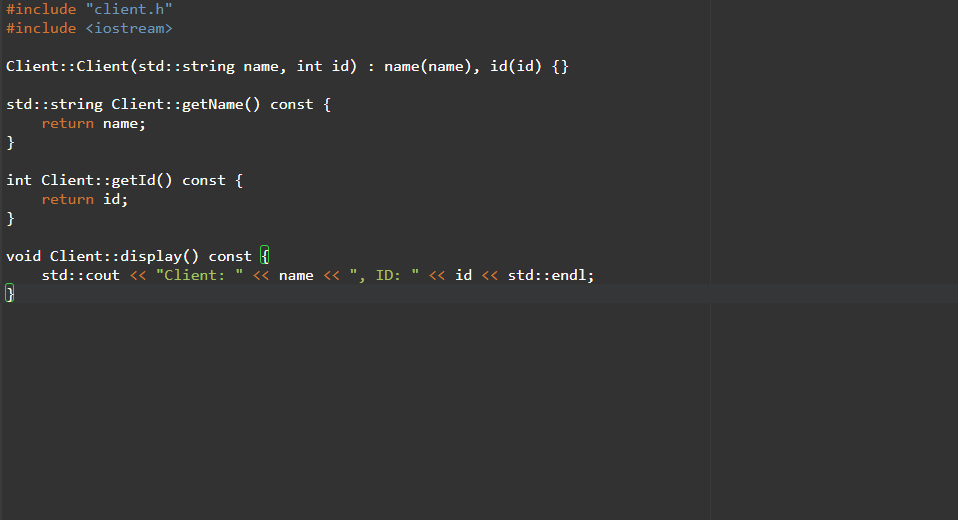 #include "client.h"
#include <iostream>
Client::Client(std::string name, int id) : name(name), id(id) {}
std::string Client::getName() const {
    return name;
}
int Client::getId() const {
    return id;
}
void Client::display() const {
    std::cout << "Client: " << name << ", ID: " << id << std::endl;
}